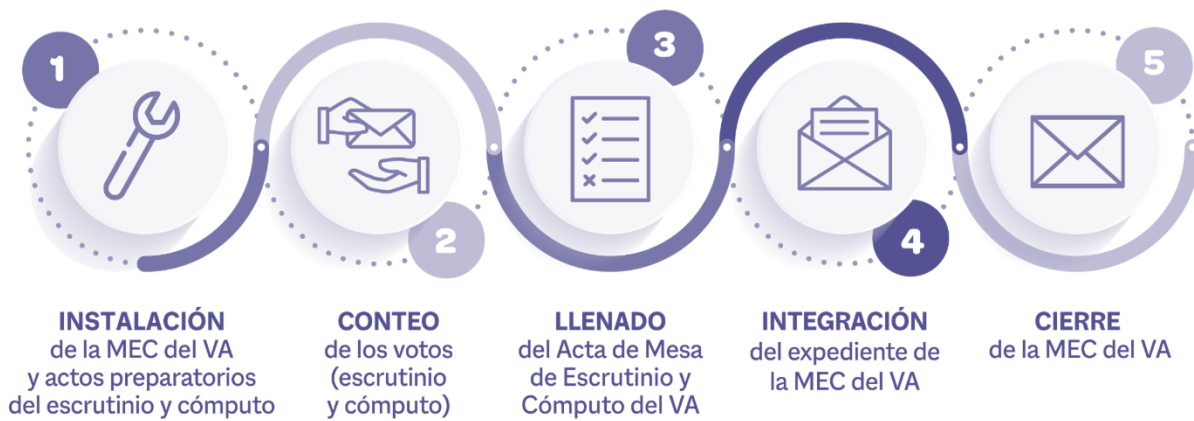 1
INSTALACIÓN
de la MEC del VA
y actos preparatorios
del escrutinio y cómputo
2
CONTEO
de los votos
(escrutinio
y cómputo)
3
LLENADO
del Acta de Mesa
de Escrutinio y
Cómputo del VA
4
INTEGRACIÓN
del expediente de
la MEC del VA
5
CIERRE
de la MEC del VA